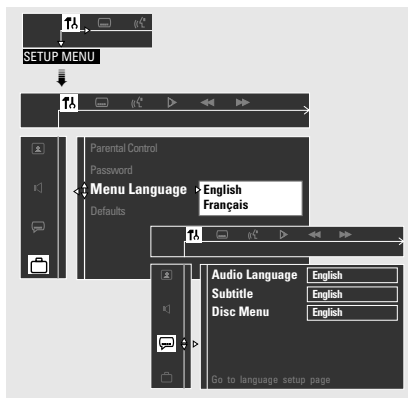 SETUP MENU
Parental Control
Password
Menu Language English
Français
Defaults
Audio Language English
Subtitle English
Disc Menu English
Go to language setup page